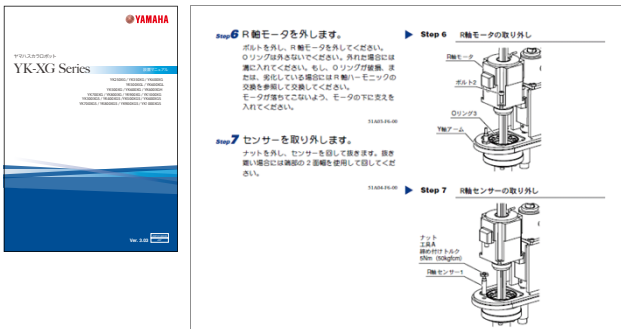 YAMAHA
ヤマハスカラロボット
YK-XG Series
Ver. 3.03
Step6 R軸モータを外します。
ボルトを外し、R軸モータを外してください。
Oリングは外さないでください。外れた場合には
溝に入れてください。もし、Oリングが破損、ま
たは、劣化している場合にはR軸ハーモニックの
交換を参照して交換してください。
モータが落ちてこないよう、モータの下に支えを
入れてください。
51A03-F6-00
Step7 センサーを取り外します。
ナットを外し、センサーを回して抜きます。抜き
難い場合には端部の2面幅を使用して回してくだ
さい。
51A04-F6-00
Step 6 R軸モータの取り外し
R軸モータ
ボルト2
Oリング3
Y軸アーム
Step 7 R軸センサーの取り外し
ナット
工具A
締め付けトルク
5Nm (50kgfcm)
R軸センサー1